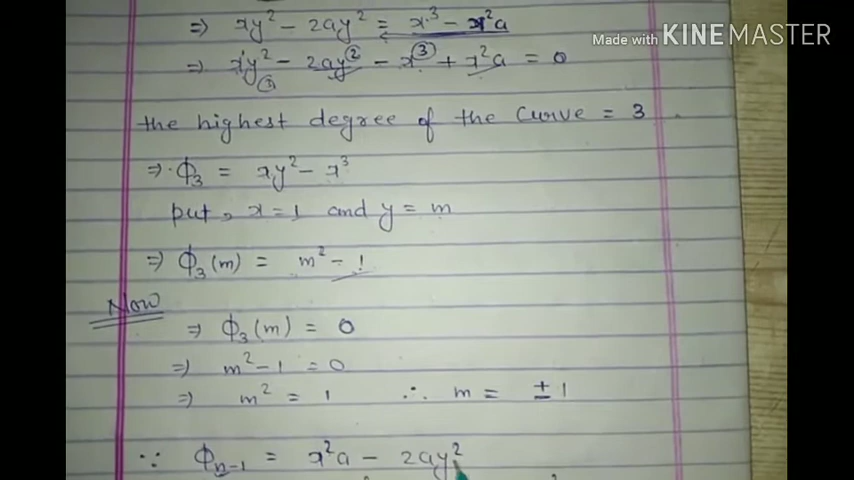 ⇒ xy² - 2ay² = x³ - x²a
Made with KINEMASTER
⇒ xy² - 2ay² - x³ + x²a = 0
the highest degree of the Curve = 3 .
⇒ ϕ₃ = xy² - x³
put, x = 1 and y = m
⇒ ϕ₃(m) = m² - 1
Now
⇒ ϕ₃(m) = 0
⇒ m² - 1 = 0
⇒ m² = 1 ∴ m = ±1
∵ ϕₙ₋₁ = x²a - 2ay²